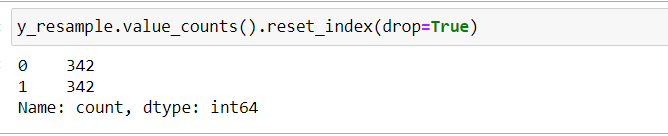 y_resample.value_counts().reset_index(drop=True)
0    342
1    342
Name: count, dtype: int64